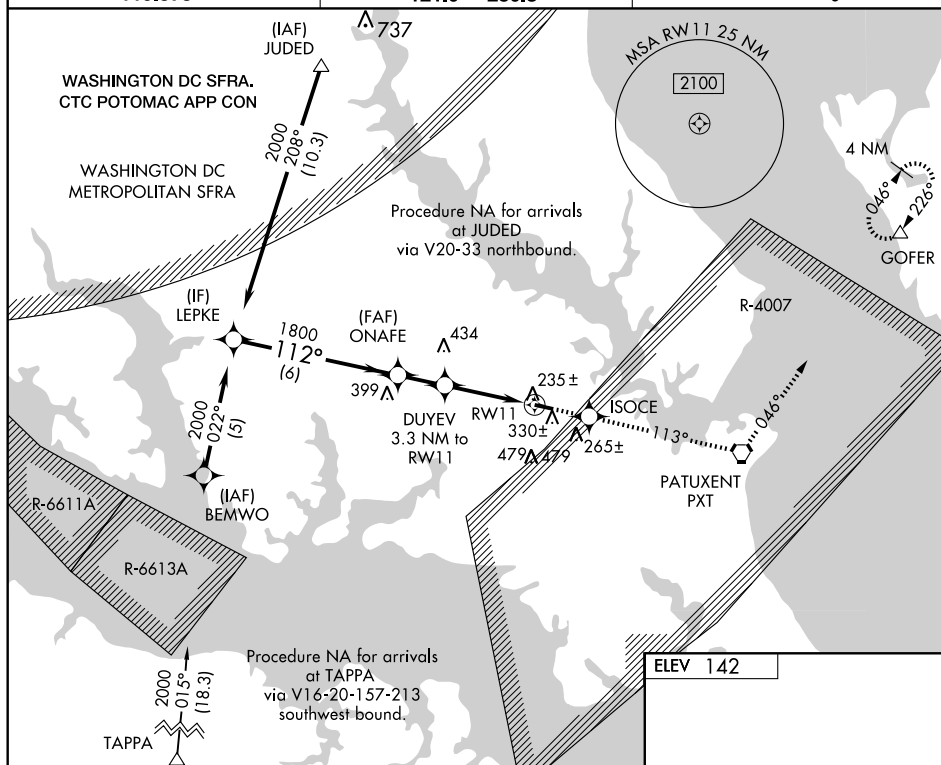 (IAF)
JUDED
737
WASHINGTON DC SFRA.
CTC POTOMAC APP CON
MSA RW11 25 NM
2100
2000
208°
(10.3)
WASHINGTON DC
METROPOLITAN SFRA
4 NM
046°
226°
GOFER
Procedure NA for arrivals
at JUDED
via V20-33 northbound.
R-4007
(IF)
LEPKE
1800
112°
(6)
(FAF)
ONAFE
434
399
DUYEV
3.3 NM to
RW11
RW11
235±
ISOCE
330±
265±
479
479
113°
046°
PATUXENT
PXT
2000
022°
(5)
(IAF)
BEMWO
R-6611A
R-6613A
Procedure NA for arrivals
at TAPPA
via V16-20-157-213
southwest bound.
2000
015°
(18.3)
TAPPA
ELEV 142